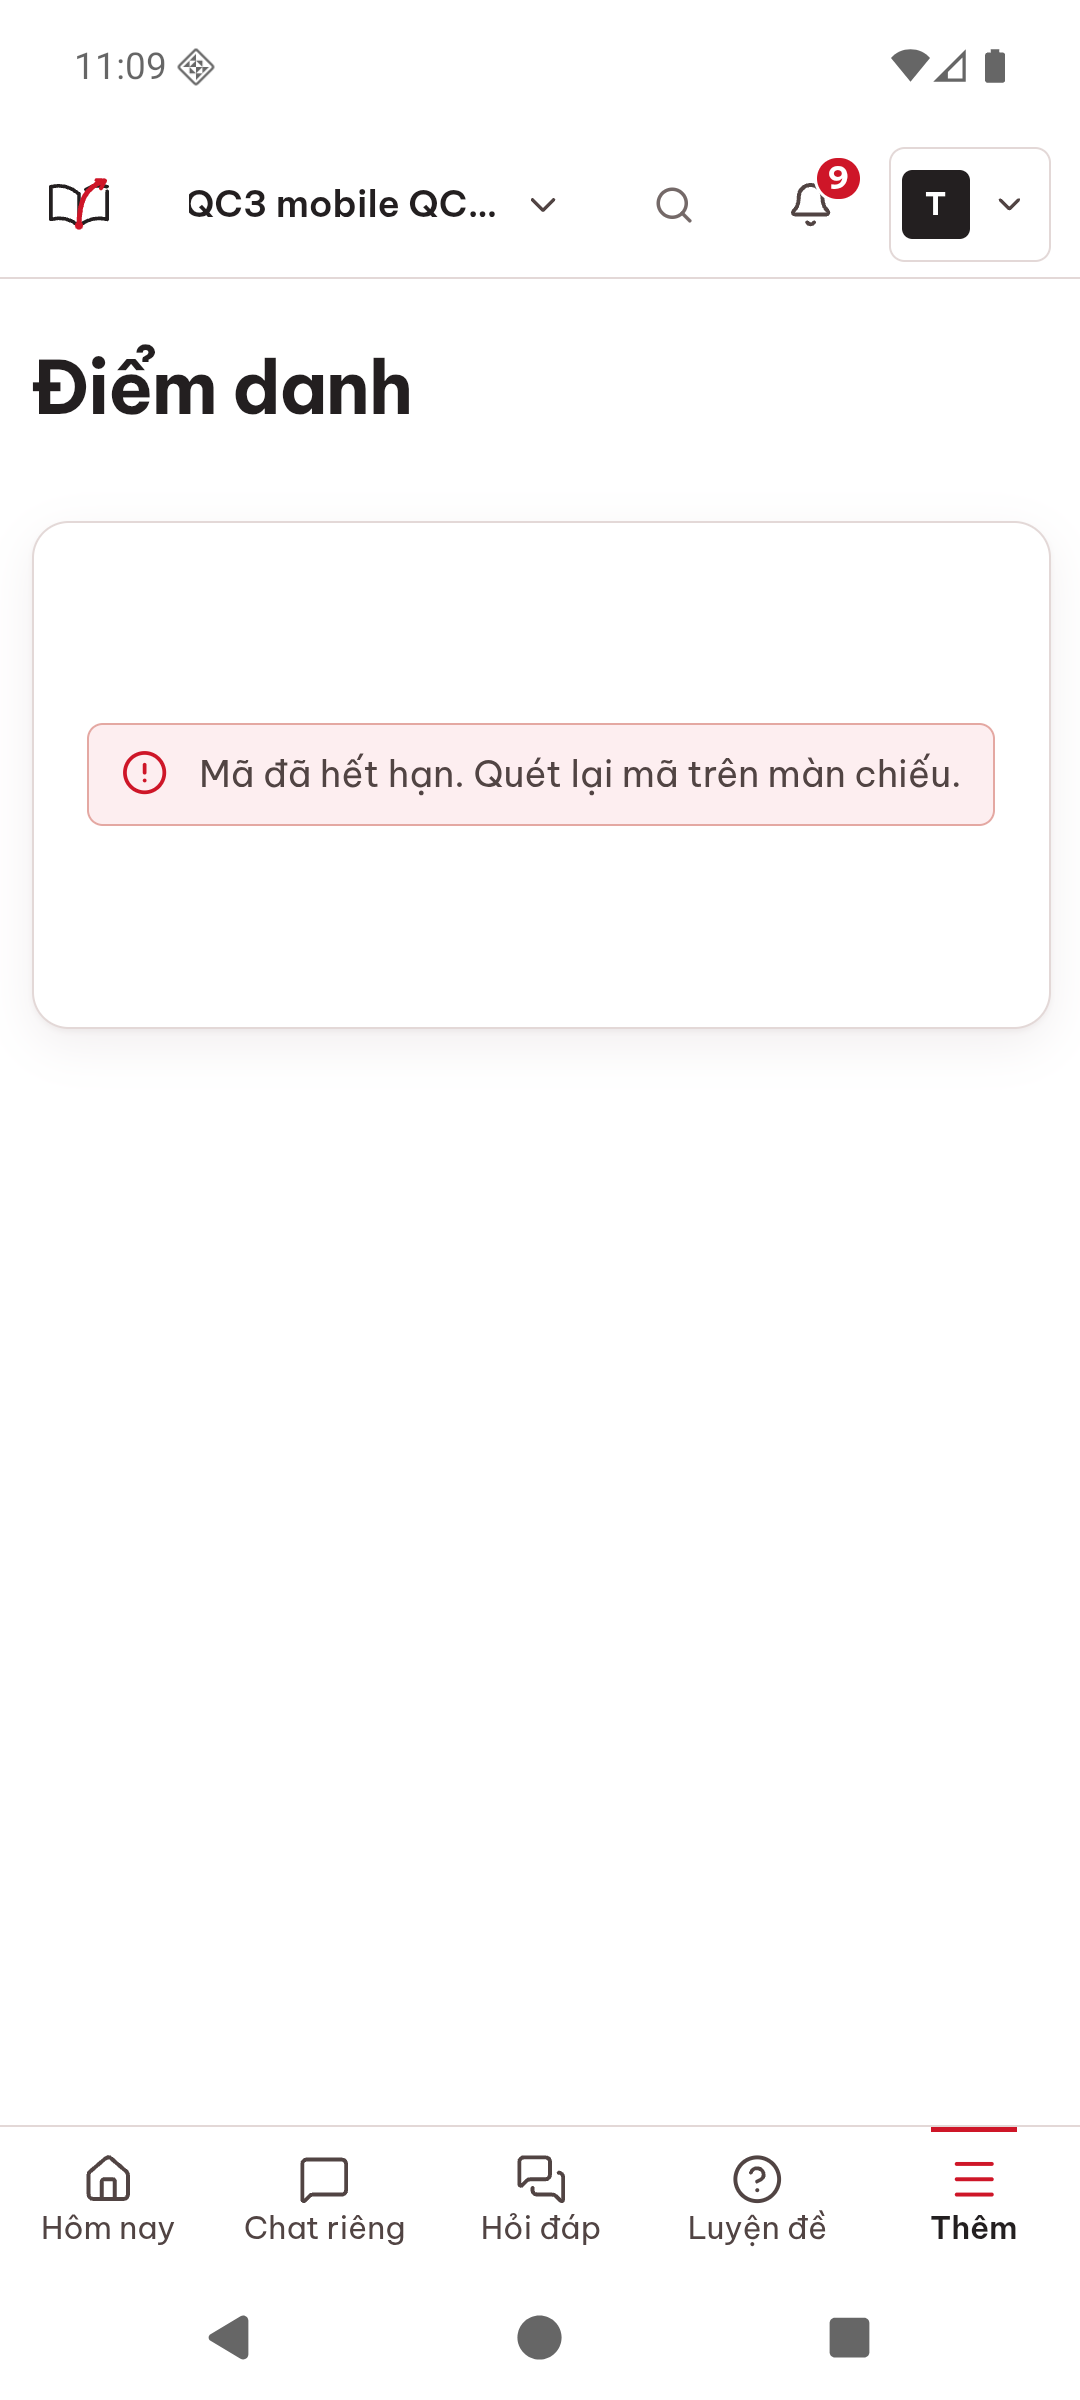 11:09
QC3 mobile QC...
9
T
Điểm danh
Mã đã hết hạn. Quét lại mã trên màn chiếu.
Hôm nay
Chat riêng
Hỏi đáp
Luyện đề
Thêm